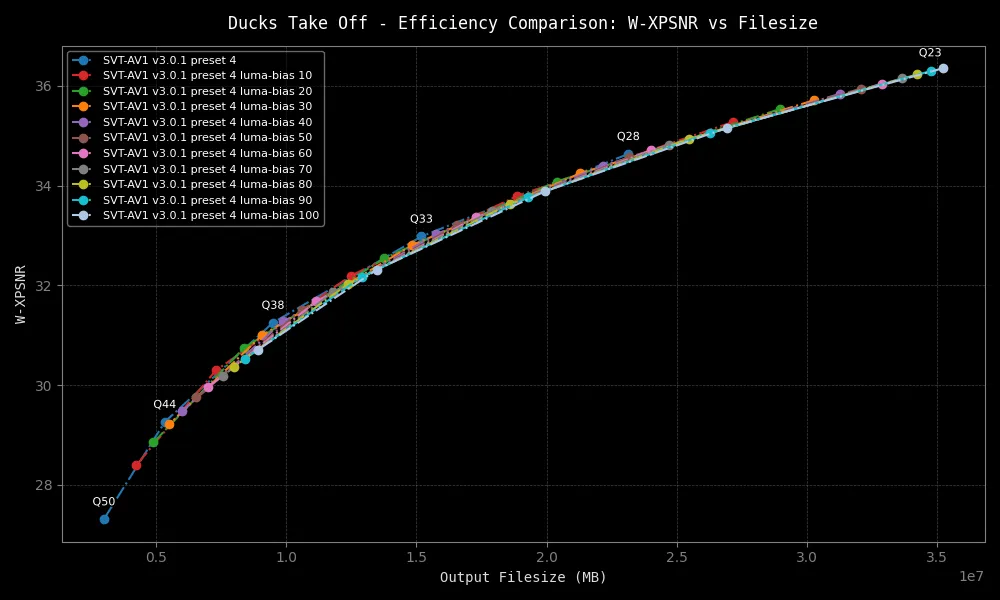 Ducks Take Off - Efficiency Comparison: W-XPSNR vs Filesize
Q23
SVT-AV1 v3.0.1 preset 4
SVT-AV1 v3.0.1 preset 4 luma-bias 10
SVT-AV1 v3.0.1 preset 4 luma-bias 20
SVT-AV1 v3.0.1 preset 4 luma-bias 30
SVT-AV1 v3.0.1 preset 4 luma-bias 40
SVT-AV1 v3.0.1 preset 4 luma-bias 50
SVT-AV1 v3.0.1 preset 4 luma-bias 60
SVT-AV1 v3.0.1 preset 4 luma-bias 70
SVT-AV1 v3.0.1 preset 4 luma-bias 80
SVT-AV1 v3.0.1 preset 4 luma-bias 90
SVT-AV1 v3.0.1 preset 4 luma-bias 100
Q28
Q33
Q38
Q44
Q50
W-XPSNR
36
34
32
30
28
0.5 1.0 1.5 2.0 2.5 3.0 3.5
1e7
Output Filesize (MB)